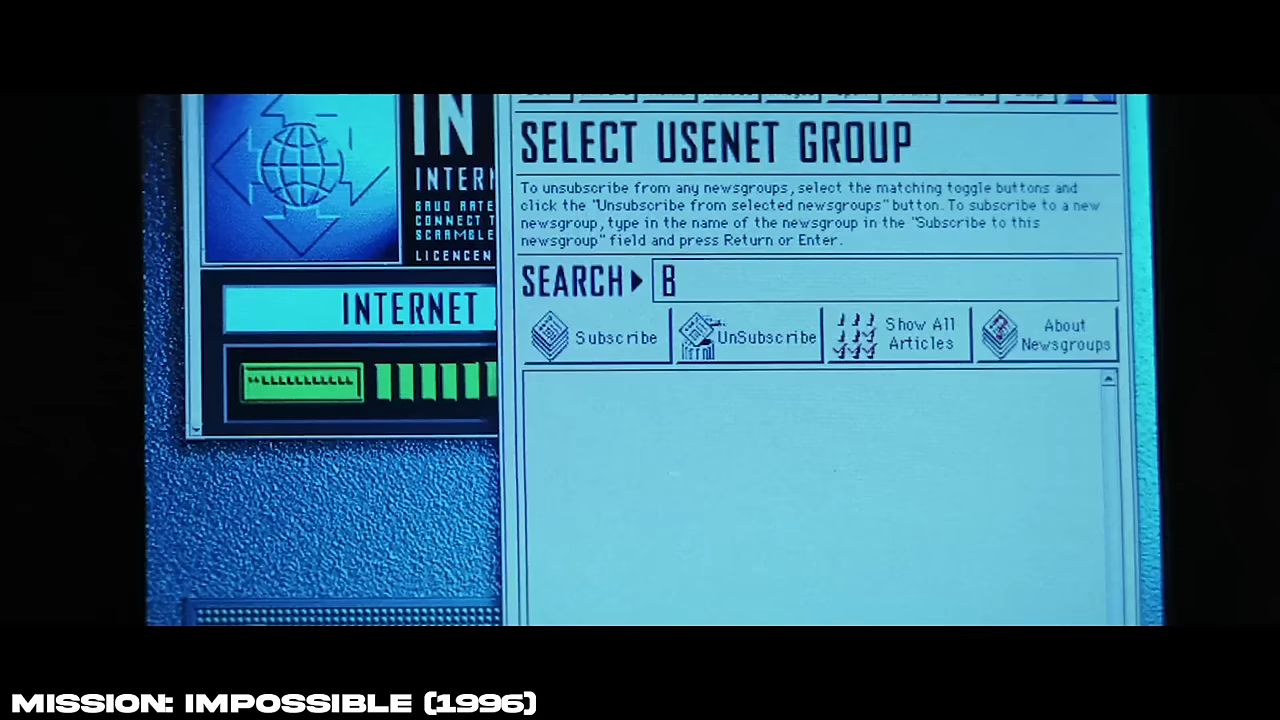 IN
INTERN
BAUD RATE
CONNECT T
SCRAMBLE
LICENCEN
INTERNET
SELECT USENET GROUP
To unsubscribe from any newsgroups, select the matching toggle buttons and
click the "Unsubscribe from selected newsgroups" button. To subscribe to a new
newsgroup, type in the name of the newsgroup in the "Subscribe to this
newsgroup" field and press Return or Enter.
SEARCH B
Subscribe UnSubscribe Show All Articles About Newsgroups
MISSION: IMPOSSIBLE (1996)